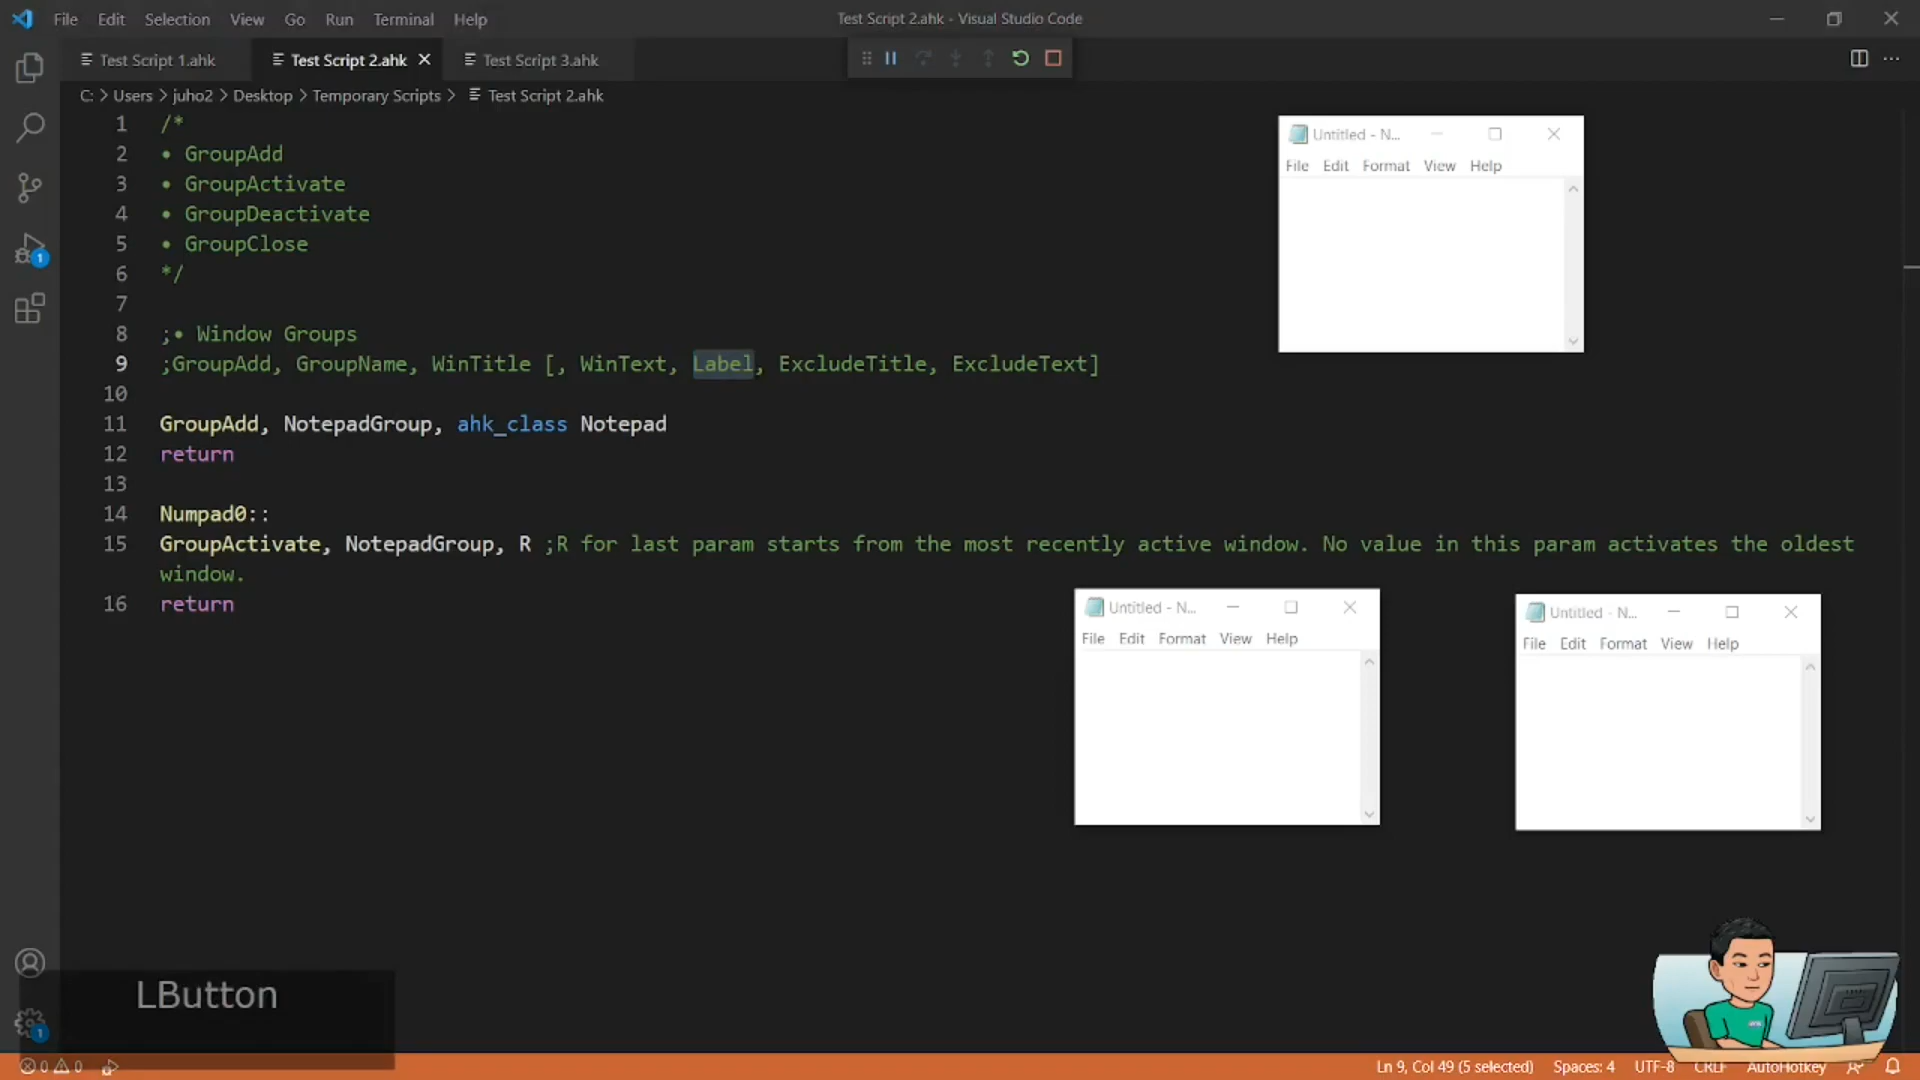 File Edit Selection View Go Run Terminal Help
Test Script 2.ahk - Visual Studio Code
Test Script 1.ahk
Test Script 2.ahk
Test Script 3.ahk
C: > Users > juho2 > Desktop > Temporary Scripts > Test Script 2.ahk
1 /*
2 • GroupAdd
3 • GroupActivate
4 • GroupDeactivate
5 • GroupClose
6 */
7
8 ;• Window Groups
9 ;GroupAdd, GroupName, WinTitle [, WinText, Label, ExcludeTitle, ExcludeText]
10
11 GroupAdd, NotepadGroup, ahk_class Notepad
12 return
13
14 Numpad0::
15 GroupActivate, NotepadGroup, R ;R for last param starts from the most recently active window. No value in this param activates the oldest
window.
16 return
Untitled - N...
File Edit Format View Help
Untitled - N...
File Edit Format View Help
Untitled - N...
File Edit Format View Help
1
LButton
1
0 0
Ln 9, Col 49 (5 selected) Spaces: 4 UTF-8 CRLF AutoHotkey